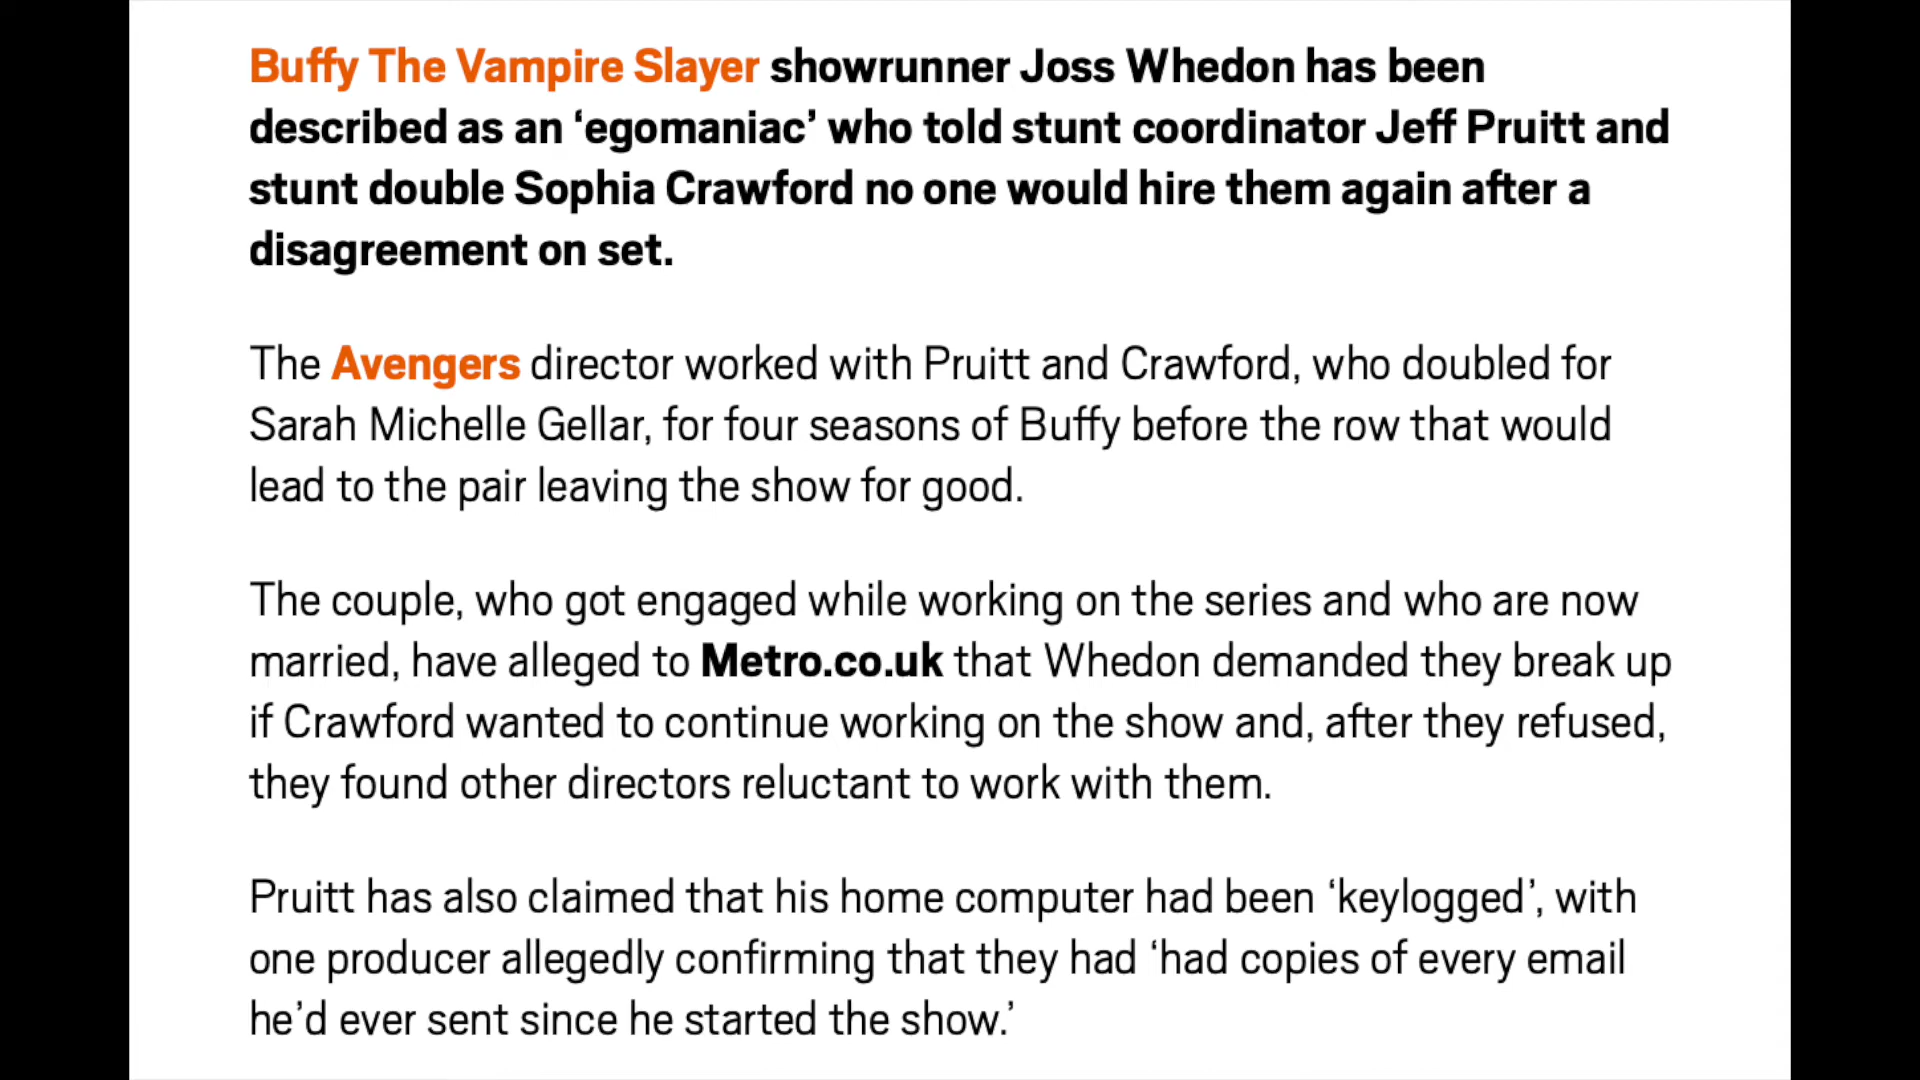 Buffy The Vampire Slayer showrunner Joss Whedon has been
described as an ‘egomaniac’ who told stunt coordinator Jeff Pruitt and
stunt double Sophia Crawford no one would hire them again after a
disagreement on set.
The Avengers director worked with Pruitt and Crawford, who doubled for
Sarah Michelle Gellar, for four seasons of Buffy before the row that would
lead to the pair leaving the show for good.
The couple, who got engaged while working on the series and who are now
married, have alleged to Metro.co.uk that Whedon demanded they break up
if Crawford wanted to continue working on the show and, after they refused,
they found other directors reluctant to work with them.
Pruitt has also claimed that his home computer had been ‘keylogged’, with
one producer allegedly confirming that they had ‘had copies of every email
he’d ever sent since he started the show.’